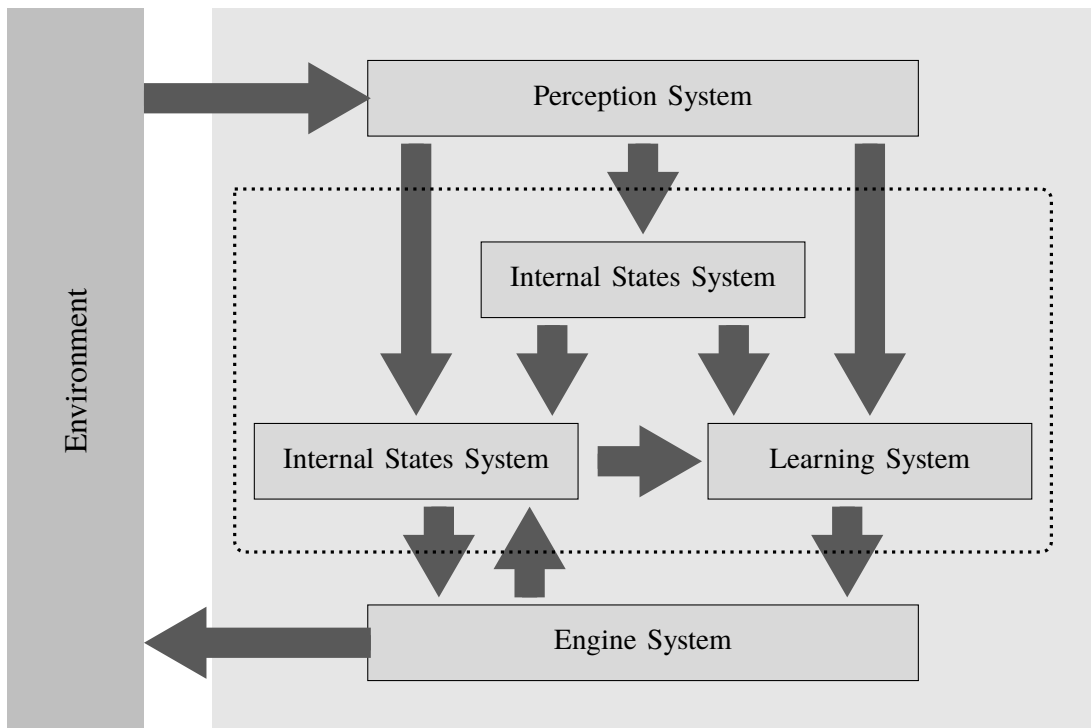 Environment
Perception System
Internal States System
Internal States System
Learning System
Engine System